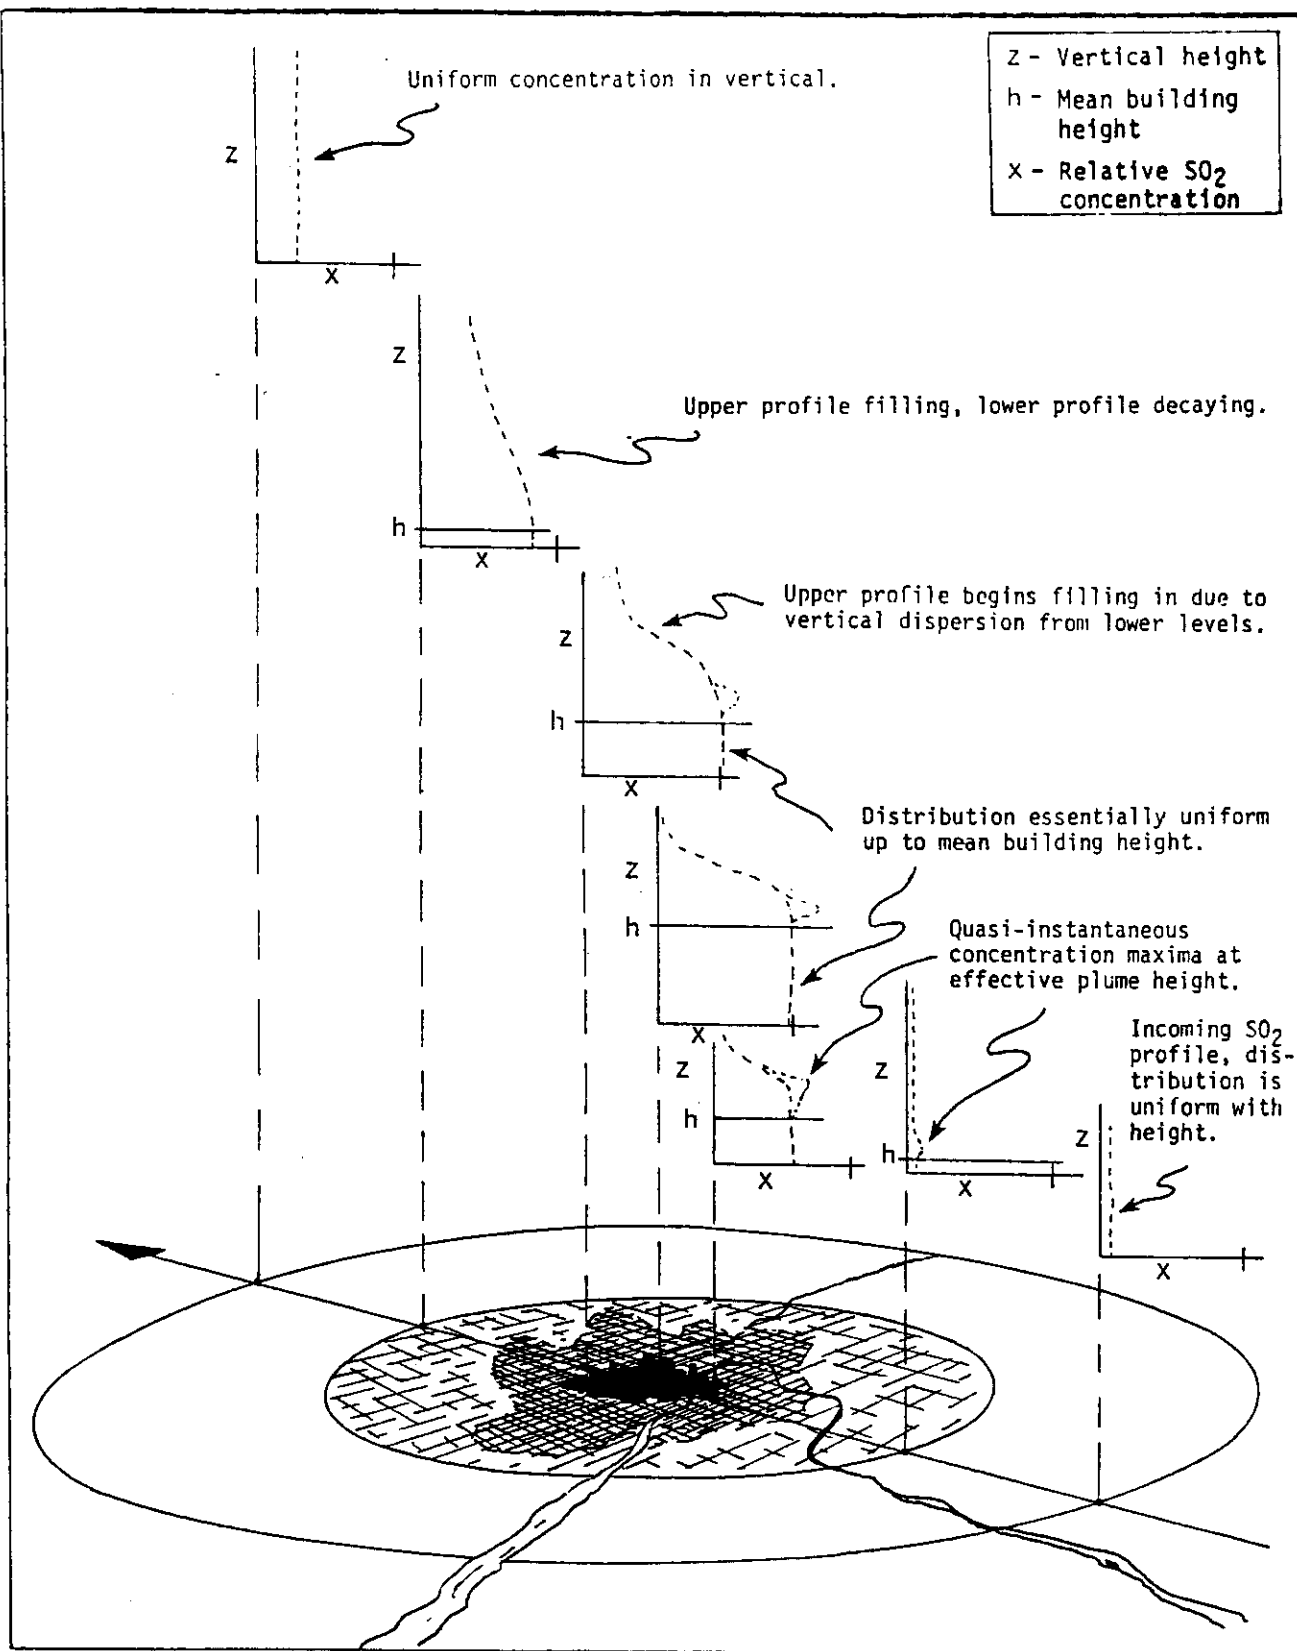 z - Vertical height
h - Mean building
height
x - Relative SO2
concentration
Uniform concentration in vertical.
z
x
z
Upper profile filling, lower profile decaying.
h
x
Upper profile begins filling in due to
vertical dispersion from lower levels.
z
h
x
Distribution essentially uniform
up to mean building height.
z
h
x
Quasi-instantaneous
concentration maxima at
effective plume height.
z
h
x
z
h
x
Incoming SO2
profile, dis-
tribution is
uniform with
height.
z
x